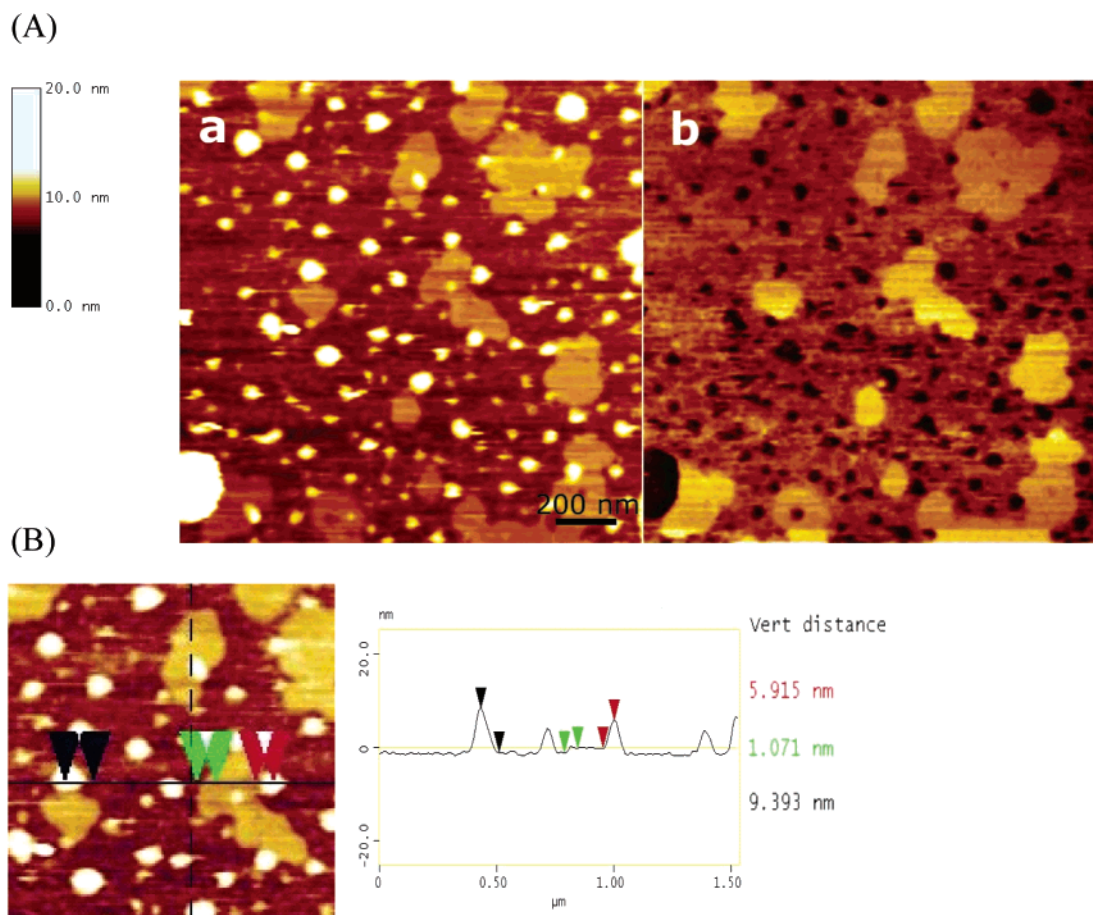 (A)
20.0 nm
10.0 nm
0.0 nm
a
b
200 nm
(B)
nm
20.0
0
-20.0
0
0.50
1.00
1.50
µm
Vert distance
5.915 nm
1.071 nm
9.393 nm